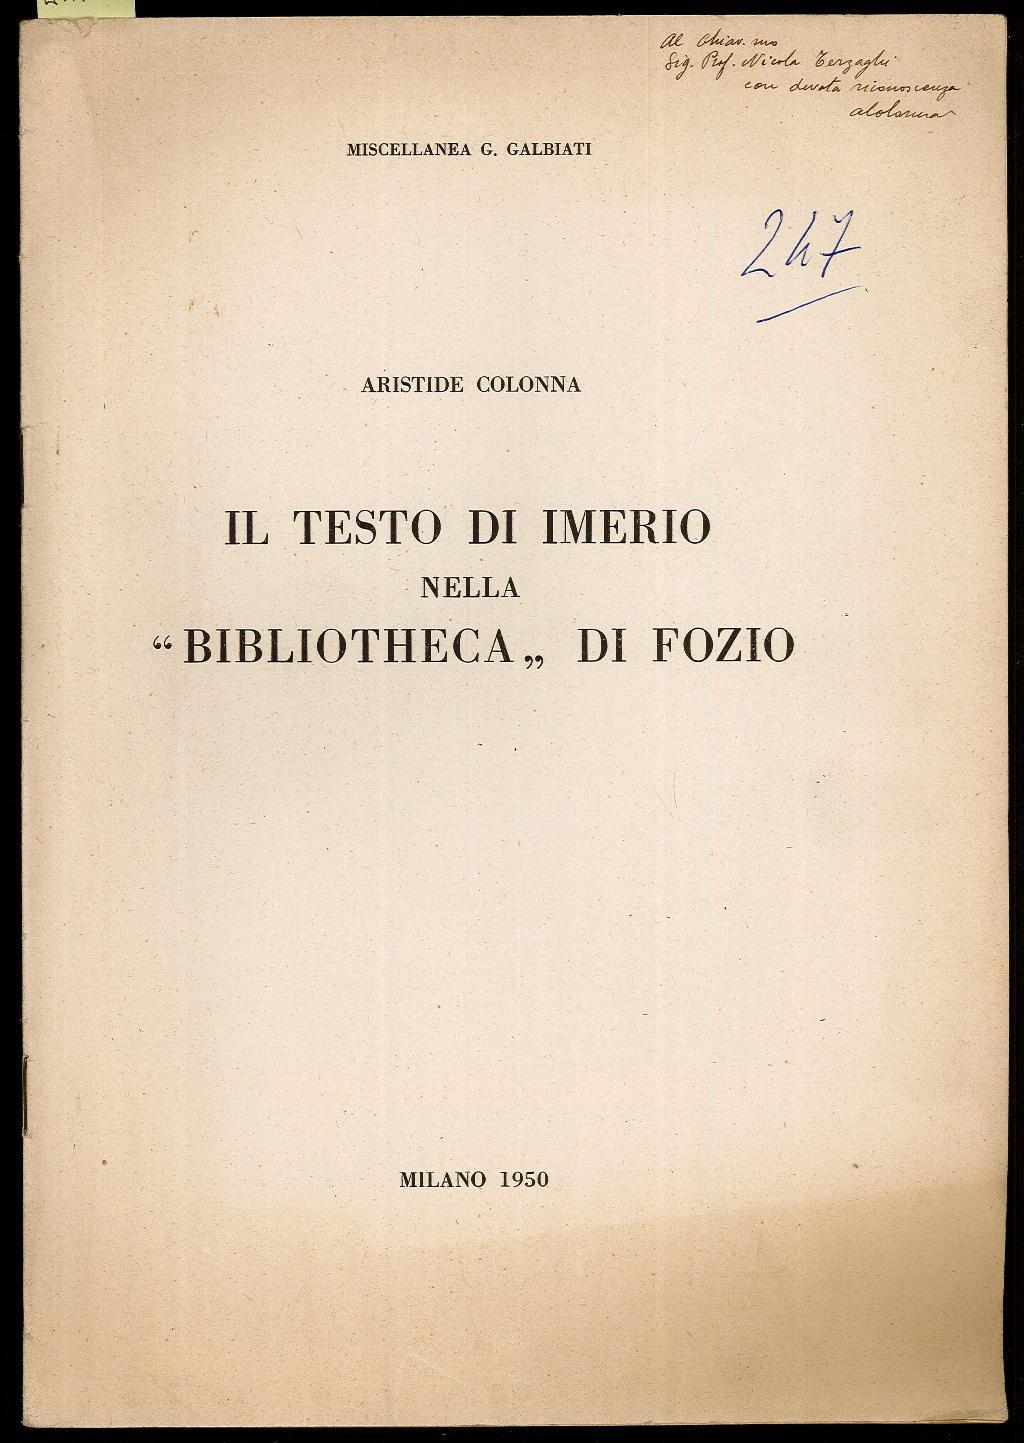 Al Chiar.mo
Sig. Prof. Nicola Terzaghi
con devota riconoscenza
AColonna
MISCELLANEA G. GALBIATI
247
ARISTIDE COLONNA
IL TESTO DI IMERIO
NELLA
“BIBLIOTHECA„ DI FOZIO
MILANO 1950